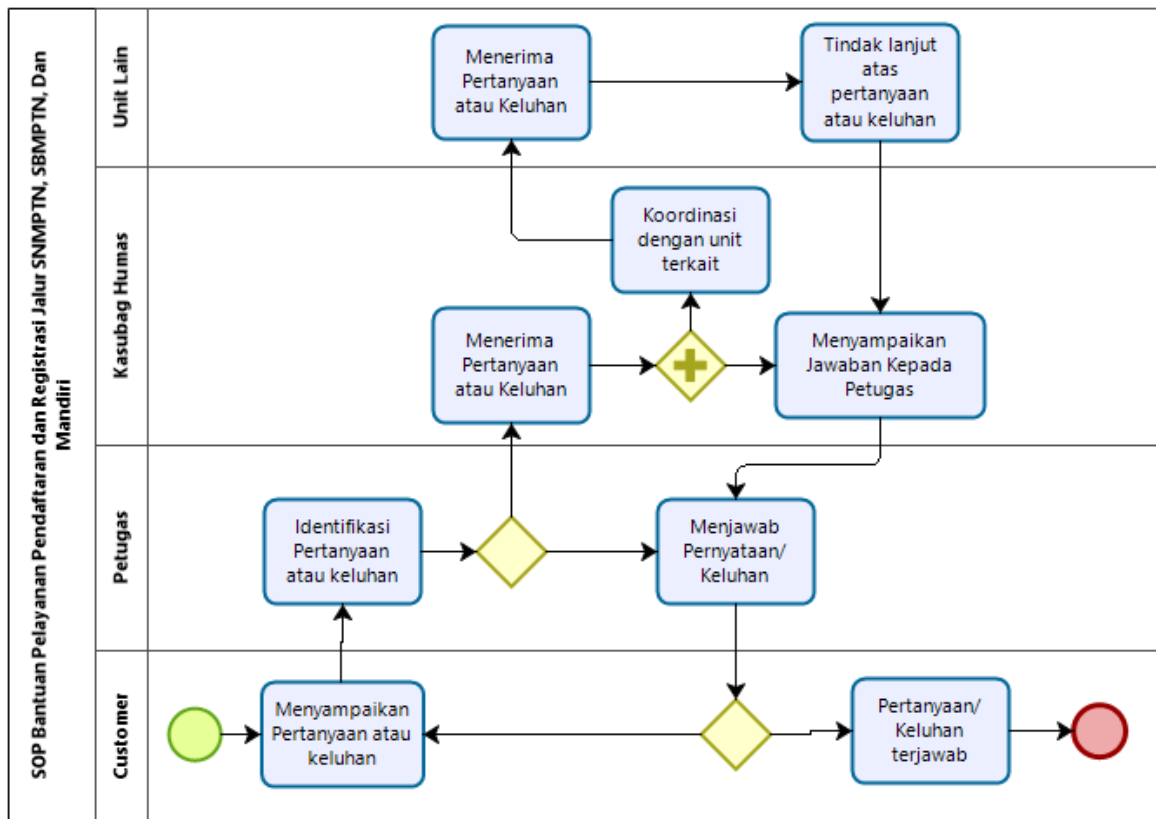 SOP Bantuan Pelayanan Pendaftaran dan Registrasi Jalur SNMPTN, SBMPTN, Dan
Mandiri
Unit Lain
Menerima
Pertanyaan
atau Keluhan
Tindak lanjut
atas
pertanyaan
atau keluhan
Kasubag Humas
Koordinasi
dengan unit
terkait
Menerima
Pertanyaan
atau Keluhan
Menyampaikan
Jawaban Kepada
Petugas
Petugas
Identifikasi
Pertanyaan
atau keluhan
Menjawab
Pernyataan/
Keluhan
Customer
Menyampaikan
Pertanyaan atau
keluhan
Pertanyaan/
Keluhan
terjawab